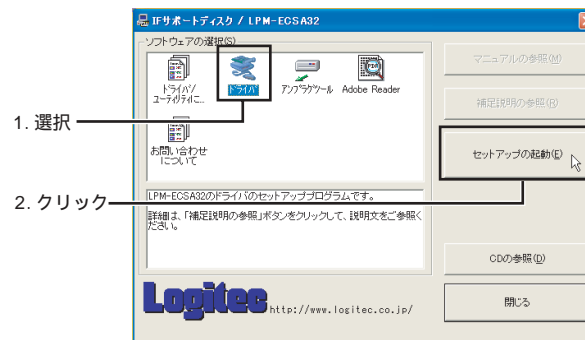 IFサポートディスク / LPM-ECSA32
ソフトウェアの選択(S)
ドライバ/
ユーティリティに...
ドライバ
アンプラグツール
Adobe Reader
お問い合わせ
について
マニュアルの参照(M)
補足説明の参照(R)
セットアップの起動(E)
1. 選択
2. クリック
LPM-ECSA32のドライバのセットアッププログラムです。
詳細は、「補足説明の参照」ボタンをクリックして、説明文をご参照く
ださい。
CDの参照(D)
閉じる
Logitec
http://www.logitec.co.jp/